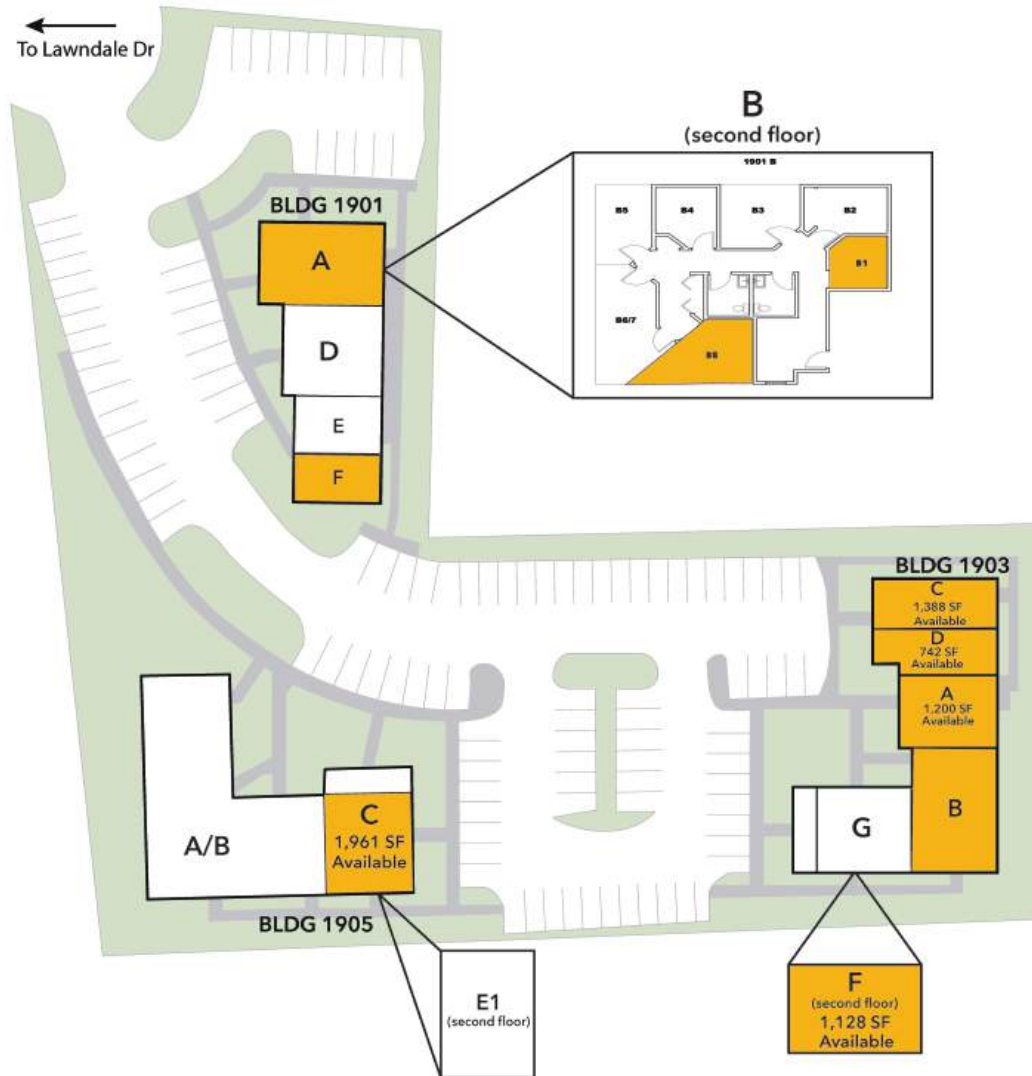 To Lawndale Dr
B
(second floor)
1901 B
B5
B4
B3
B2
B1
B6/7
B8
BLDG 1901
A
D
E
F
BLDG 1903
C
1,388 SF
Available
D
742 SF
Available
A
1,200 SF
Available
B
G
F
(second floor)
1,128 SF
Available
A/B
C
1,961 SF
Available
BLDG 1905
E1
(second floor)